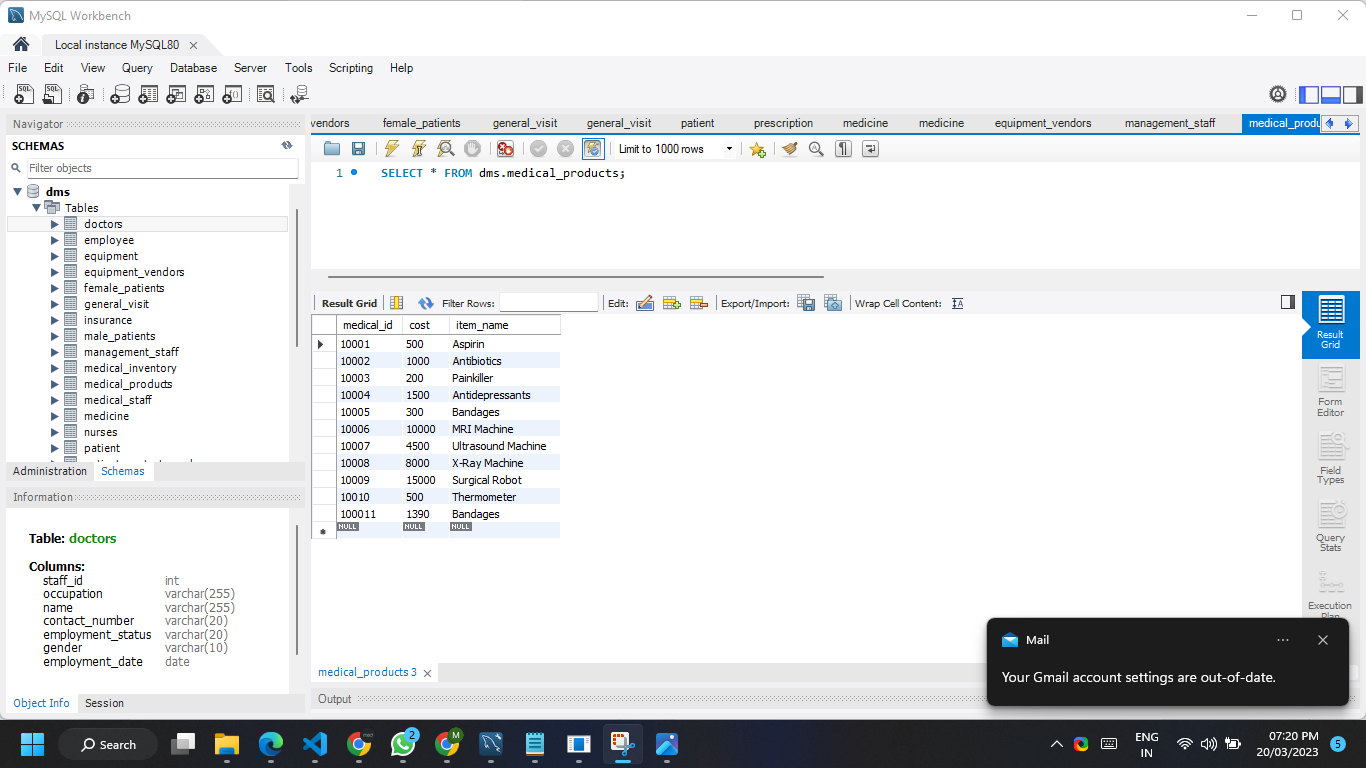 MySQL Workbench
Local instance MySQL80
File Edit View Query Database Server Tools Scripting Help
Navigator
SCHEMAS
Filter objects
dms
Tables
doctors
employee
equipment
equipment_vendors
female_patients
general_visit
insurance
male_patients
management_staff
medical_inventory
medical_products
medical_staff
medicine
nurses
patient
Administration Schemas
Information
Table: doctors
Columns:
staff_id int
occupation varchar(255)
name varchar(255)
contact_number varchar(20)
employment_status varchar(20)
gender varchar(10)
employment_date date
Object Info Session
vendors female_patients general_visit general_visit patient prescription medicine medicine equipment_vendors management_staff medical_produ
Limit to 1000 rows
1 SELECT * FROM dms.medical_products;
Result Grid Filter Rows: Edit: Export/Import: Wrap Cell Content:
medical_id cost item_name
10001 500 Aspirin
10002 1000 Antibiotics
10003 200 Painkiller
10004 1500 Antidepressants
10005 300 Bandages
10006 10000 MRI Machine
10007 4500 Ultrasound Machine
10008 8000 X-Ray Machine
10009 15000 Surgical Robot
10010 500 Thermometer
100011 1390 Bandages
NULL NULL NULL
Result
Grid
Form
Editor
Field
Types
Query
Stats
Execution
Plan
medical_products 3
Output
Mail
Your Gmail account settings are out-of-date.
Search
2
M
ENG
IN
07:20 PM
20/03/2023
5